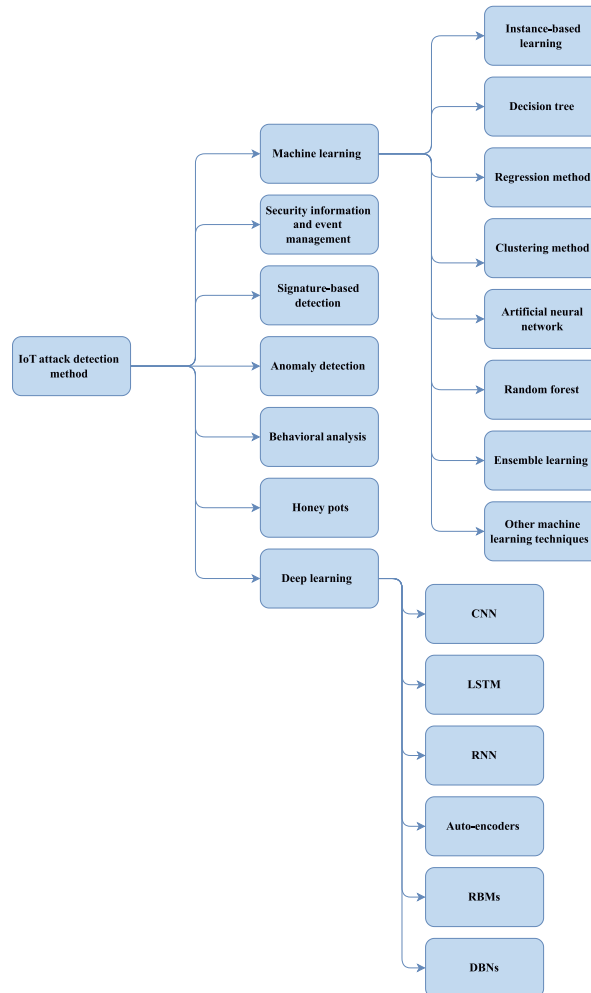 Instance-based
learning
Decision tree
Machine learning
Regression method
Security information
and event
management
Clustering method
Signature-based
detection
Artificial neural
network
IoT attack detection
method
Anomaly detection
Random forest
Behavioral analysis
Ensemble learning
Honey pots
Other machine
learning techniques
Deep learning
CNN
LSTM
RNN
Auto-encoders
RBMs
DBNs